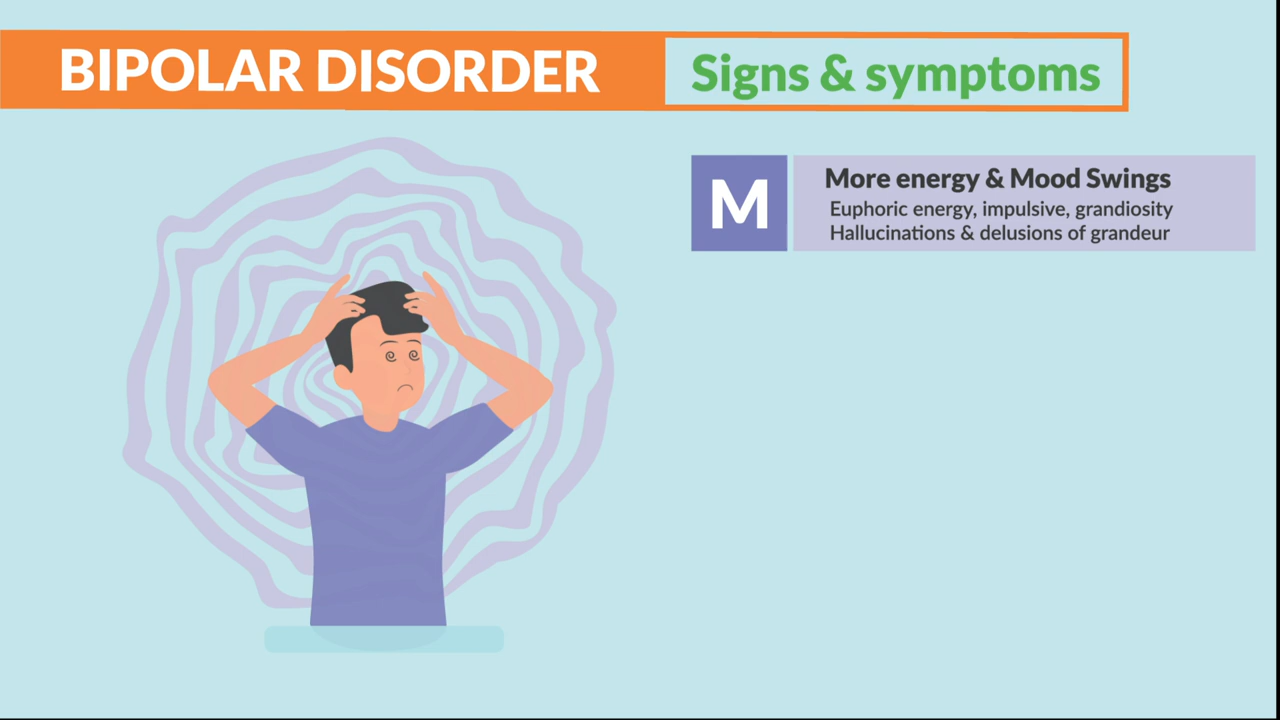 BIPOLAR DISORDER
Signs & symptoms
M
More energy & Mood Swings
Euphoric energy, impulsive, grandiosity
Hallucinations & delusions of grandeur